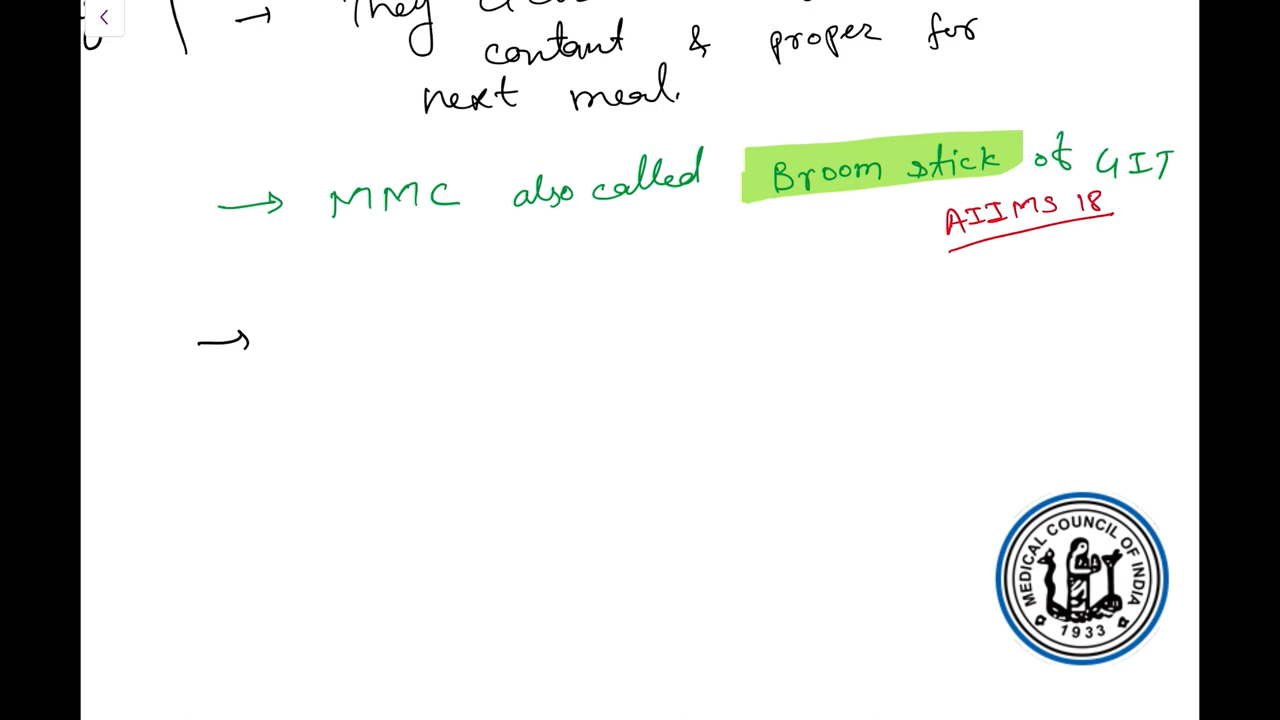 → They
contant & proper for
next meal.
→ MMC also called Broom stick of GIT
AIIMS 18
→
MEDICAL COUNCIL OF INDIA
1933